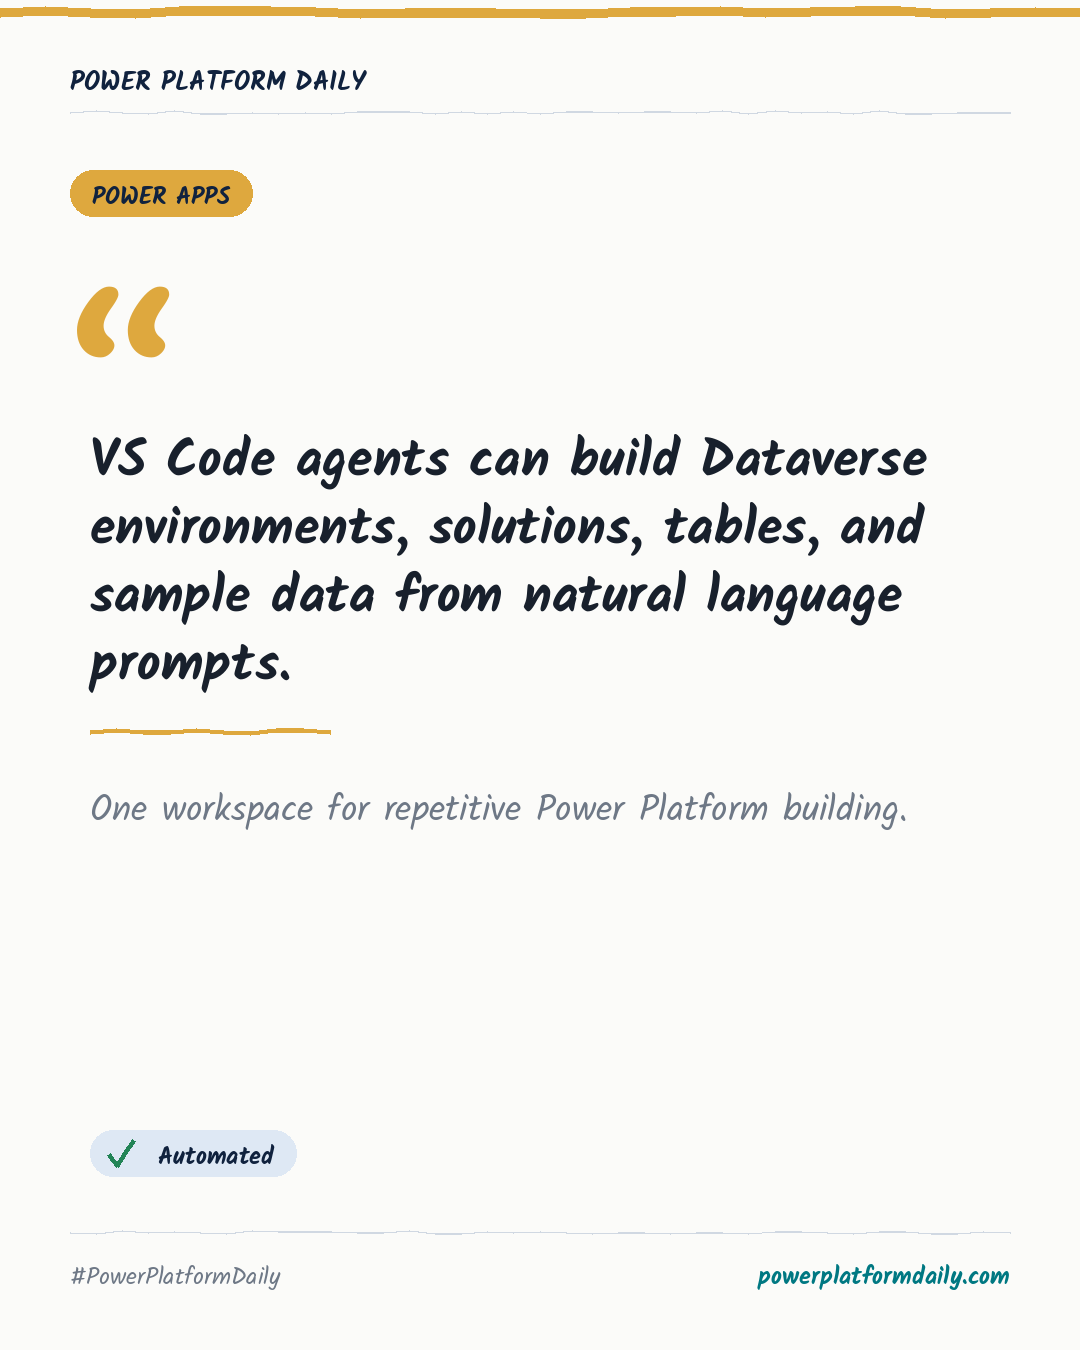 POWER PLATFORM DAILY
POWER APPS
“
VS Code agents can build Dataverse
environments, solutions, tables, and
sample data from natural language
prompts.
One workspace for repetitive Power Platform building.
Automated
#PowerPlatformDaily
powerplatformdaily.com